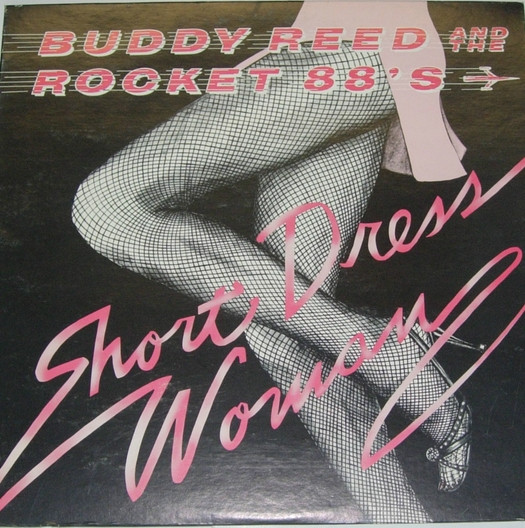 BUDDY REED AND THE
ROCKET 88'S
Short Dress
Woman